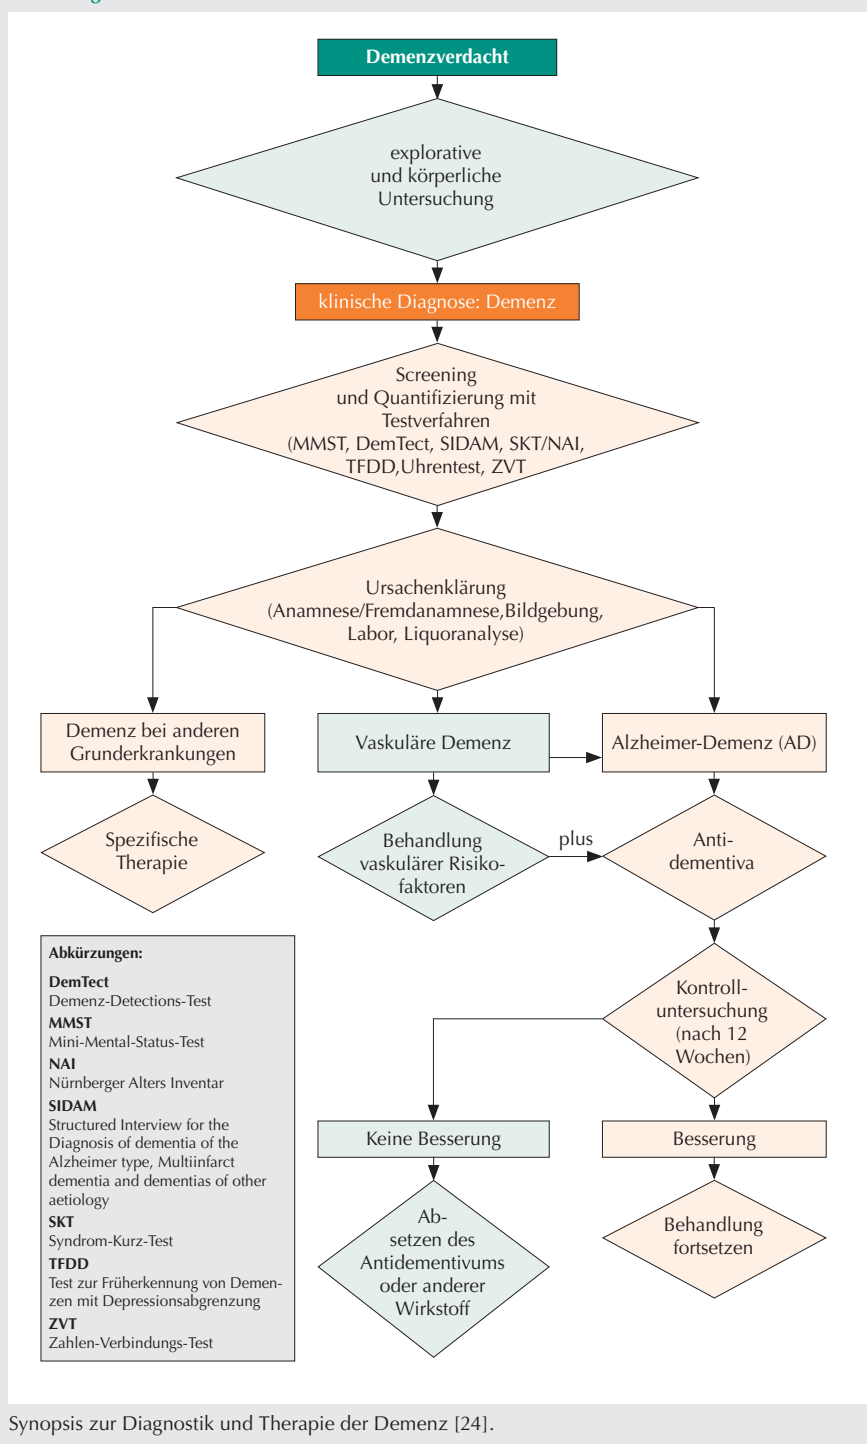 Demenzverdacht
explorative
und körperliche
Untersuchung
klinische Diagnose: Demenz
Screening
und Quantifizierung mit
Testverfahren
(MMST, DemTect, SIDAM, SKT/NAI,
TFDD,Uhrentest, ZVT
Ursachenklärung
(Anamnese/Fremdanamnese,Bildgebung,
Labor, Liquoranalyse)
Demenz bei anderen
Grunderkrankungen
Vaskuläre Demenz
Alzheimer-Demenz (AD)
Spezifische
Therapie
Behandlung
vaskulärer Risiko-
faktoren
plus
Anti-
dementiva
Kontroll-
untersuchung
(nach 12
Wochen)
Keine Besserung
Besserung
Ab-
setzen des
Antidementivums
oder anderer
Wirkstoff
Behandlung
fortsetzen
Abkürzungen:
DemTect
Demenz-Detections-Test
MMST
Mini-Mental-Status-Test
NAI
Nürnberger Alters Inventar
SIDAM
Structured Interview for the
Diagnosis of dementia of the
Alzheimer type, Multiinfarct
dementia and dementias of other
aetiology
SKT
Syndrom-Kurz-Test
TFDD
Test zur Früherkennung von Demen-
zen mit Depressionsabgrenzung
ZVT
Zahlen-Verbindungs-Test
Synopsis zur Diagnostik und Therapie der Demenz [24].